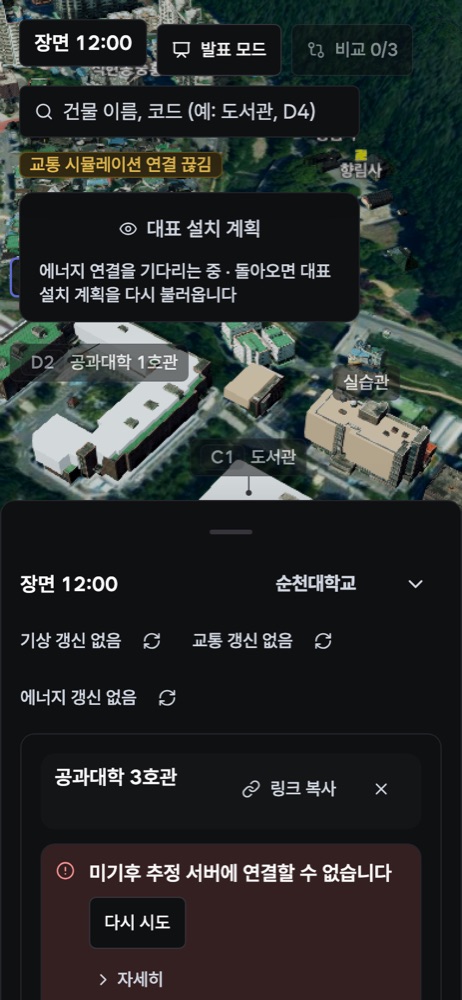 장면 12:00
발표 모드
비교 0/3
건물 이름, 코드 (예: 도서관, D4)
교통 시뮬레이션 연결 끊김
향림사
대표 설치 계획
에너지 연결을 기다리는 중 · 돌아오면 대표
설치 계획을 다시 불러옵니다
D2 공과대학 1호관
실습관
C1 도서관
장면 12:00
순천대학교
기상 갱신 없음
교통 갱신 없음
에너지 갱신 없음
공과대학 3호관
링크 복사
미기후 추정 서버에 연결할 수 없습니다
다시 시도
자세히